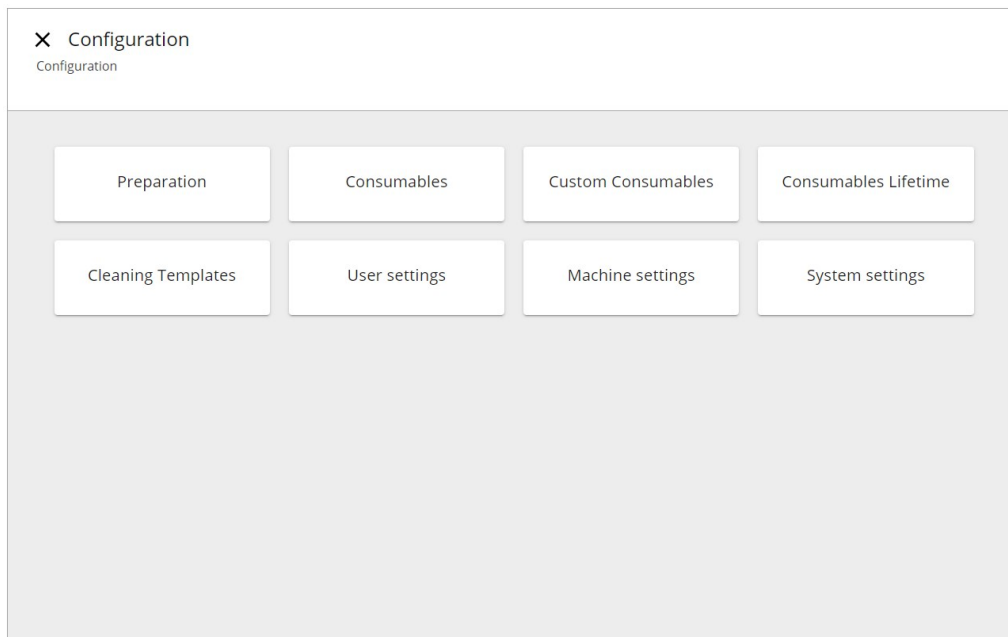 Configuration
Configuration
Preparation
Consumables
Custom Consumables
Consumables Lifetime
Cleaning Templates
User settings
Machine settings
System settings